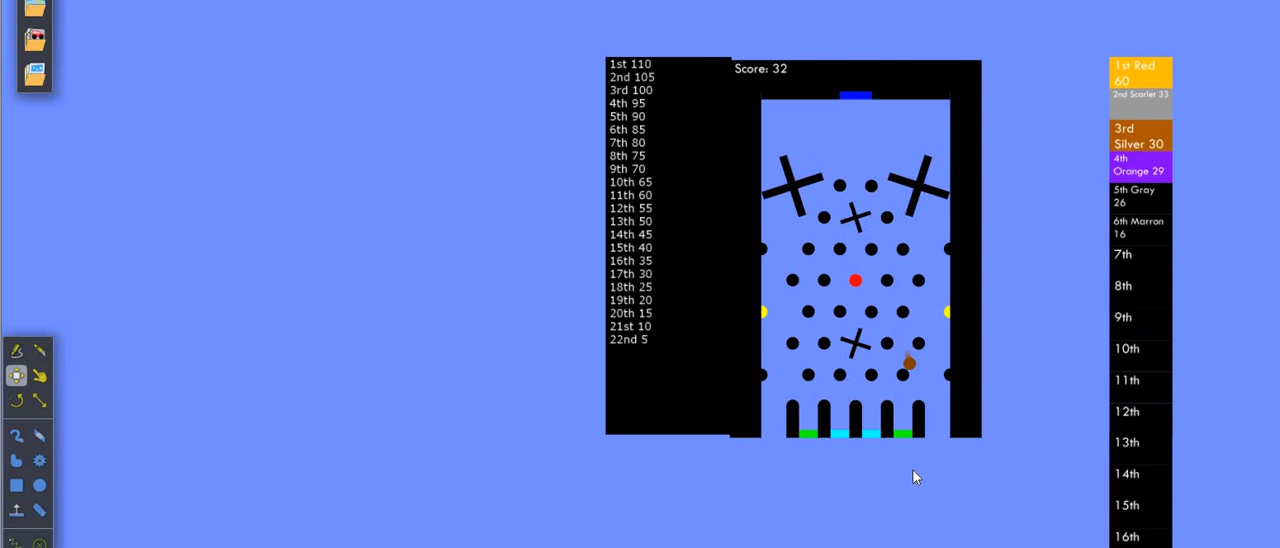 1st 110
2nd 105
3rd 100
4th 95
5th 90
6th 85
7th 80
8th 75
9th 70
10th 65
11th 60
12th 55
13th 50
14th 45
15th 40
16th 35
17th 30
18th 25
19th 20
20th 15
21st 10
22nd 5
Score: 32
1st Red
60
2nd Scarlet 33
3rd
Silver 30
4th
Orange 29
5th Gray
26
6th Marron
16
7th
8th
9th
10th
11th
12th
13th
14th
15th
16th